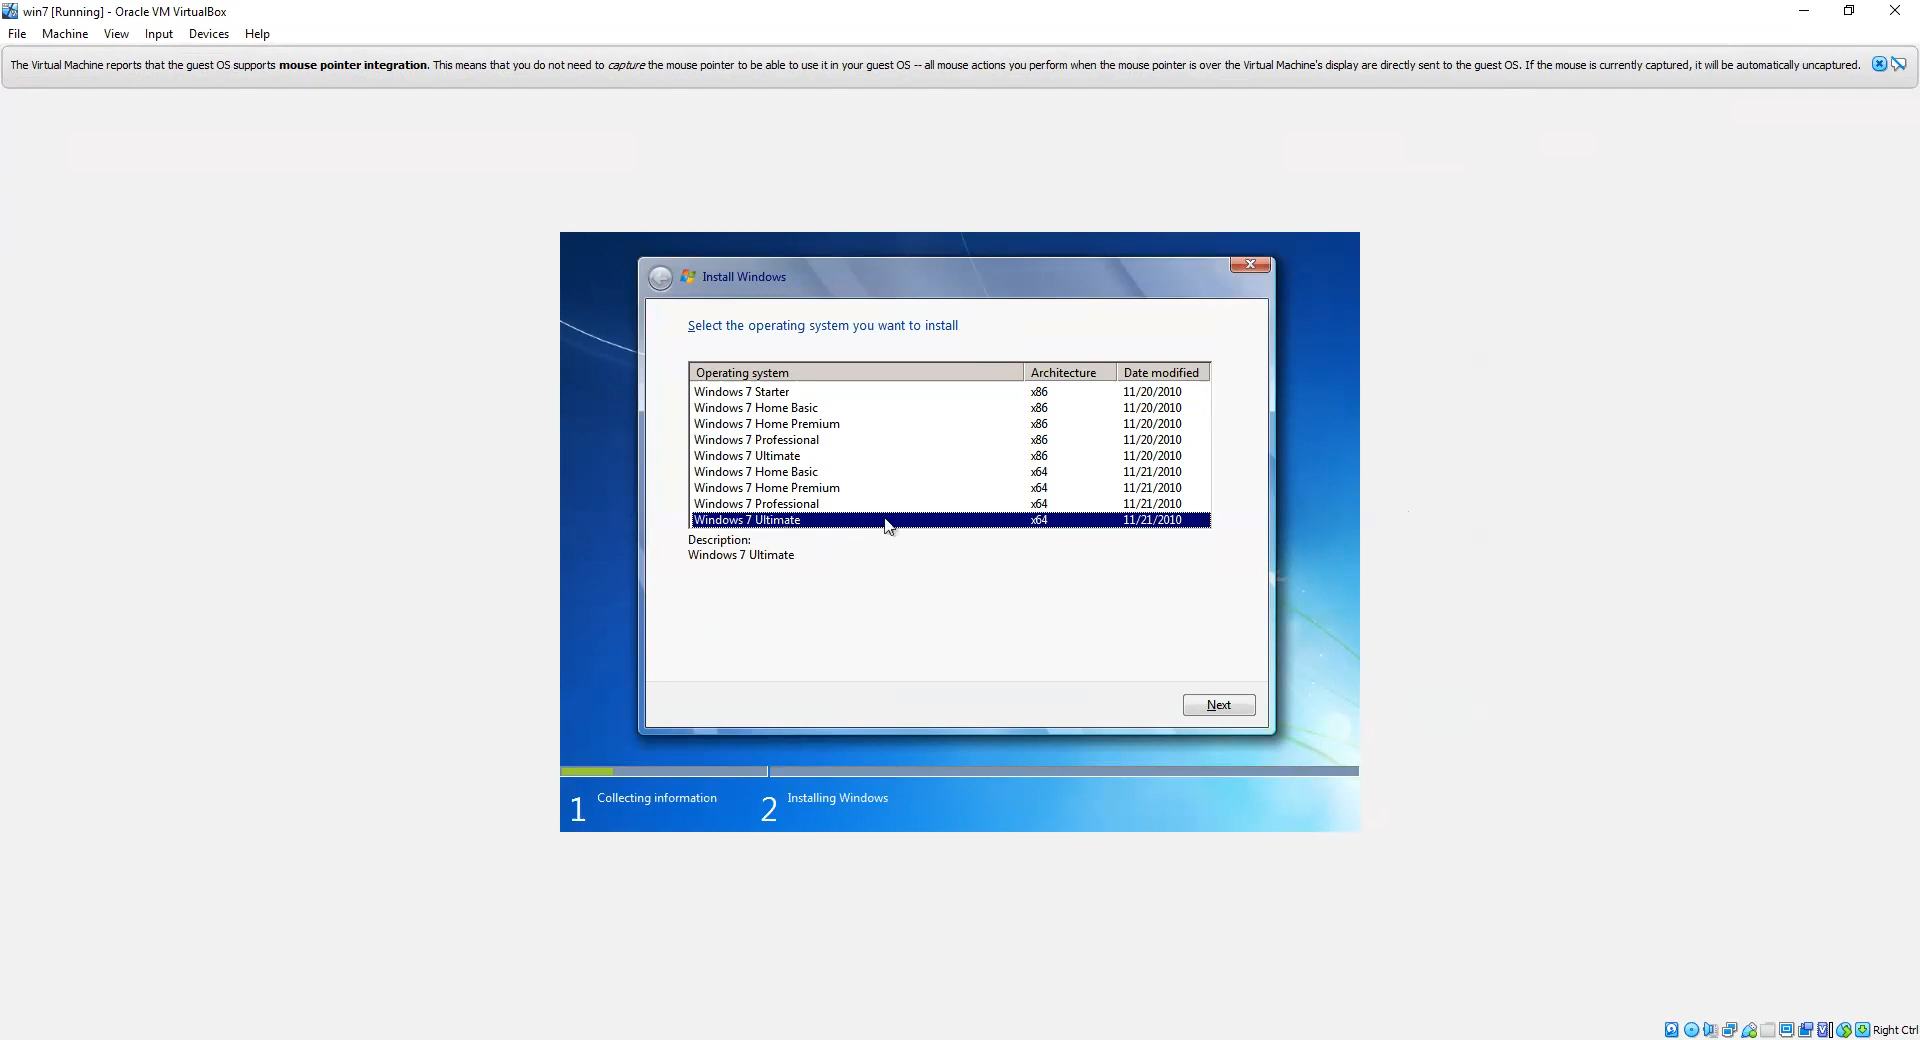 win7 [Running] - Oracle VM VirtualBox
File Machine View Input Devices Help
The Virtual Machine reports that the guest OS supports mouse pointer integration. This means that you do not need to capture the mouse pointer to be able to use it in your guest OS -- all mouse actions you perform when the mouse pointer is over the Virtual Machine's display are directly sent to the guest OS. If the mouse is currently captured, it will be automatically uncaptured.
Install Windows
Select the operating system you want to install
Operating system Architecture Date modified
Windows 7 Starter x86 11/20/2010
Windows 7 Home Basic x86 11/20/2010
Windows 7 Home Premium x86 11/20/2010
Windows 7 Professional x86 11/20/2010
Windows 7 Ultimate x86 11/20/2010
Windows 7 Home Basic x64 11/21/2010
Windows 7 Home Premium x64 11/21/2010
Windows 7 Professional x64 11/21/2010
Windows 7 Ultimate x64 11/21/2010
Description:
Windows 7 Ultimate
Next
1 Collecting information 2 Installing Windows
Right Ctrl